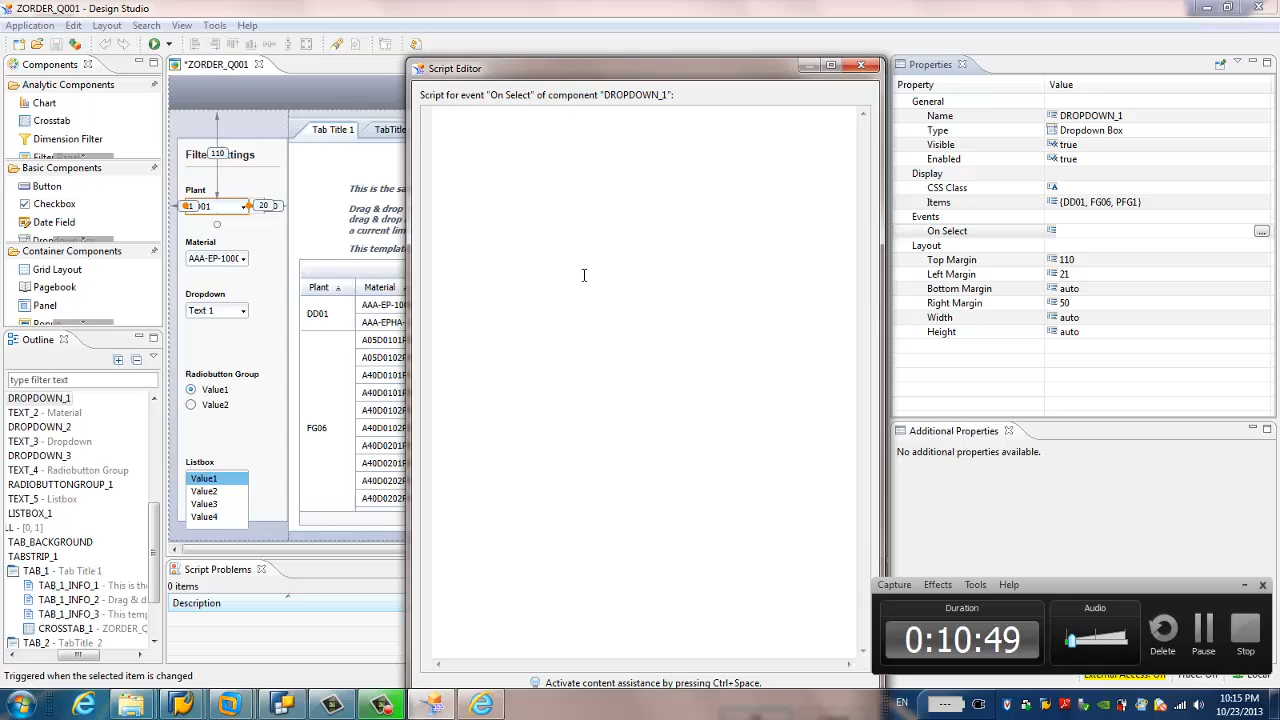 ZORDER_Q001 - Design Studio
Application Edit Layout Search View Tools Help
Components
Analytic Components
Chart
Crosstab
Dimension Filter
Basic Components
Button
Checkbox
Date Field
Container Components
Grid Layout
Pagebook
Panel
Outline
type filter text
DROPDOWN_1
TEXT_2 - Material
DROPDOWN_2
TEXT_3 - Dropdown
DROPDOWN_3
TEXT_4 - Radiobutton Group
RADIOBUTTONGROUP_1
TEXT_5 - Listbox
LISTBOX_1
LL - [0, 1]
TAB_BACKGROUND
TABSTRIP_1
TAB_1 - Tab Title1
TAB_1_INFO_1 - This is the
TAB_1_INFO_2 - Drag & d
TAB_1_INFO_3 - This temp
CROSSTAB_1 - ZORDER_Q
TAB_2 - TabTitle 2
*ZORDER_Q001
110
Plant
20
Material
AAA-EP-1000
Dropdown
Text 1
Radiobutton Group
Value1
Value2
Listbox
Value1
Value2
Value3
Value4
Tab Title 1
TabTitle
This is the sa
Drag & drop
drag & drop
a current lim
This templat
Plant Material
DD01
AAA-EP-100
AAA-EPHA-
FG06
A05D0101F
A05D0102F
A40D0101F
A40D0101F
A40D0102F
A40D0102F
A40D0201F
A40D0201F
A40D0202F
A40D0202F
Script Problems
0 items
Description
Script Editor
Script for event "On Select" of component "DROPDOWN_1":
Activate content assistance by pressing Ctrl+Space.
Properties
Property Value
General
Name DROPDOWN_1
Type Dropdown Box
Visible true
Enabled true
Display
CSS Class
Items {DD01, FG06, PFG1}
Events
On Select ...
Layout
Top Margin 110
Left Margin 21
Bottom Margin auto
Right Margin 50
Width auto
Height auto
Additional Properties
No additional properties available.
Capture Effects Tools Help
Duration
0:10:49
Audio
Delete Pause Stop
Triggered when the selected item is changed
EN
10:15 PM
10/23/2013